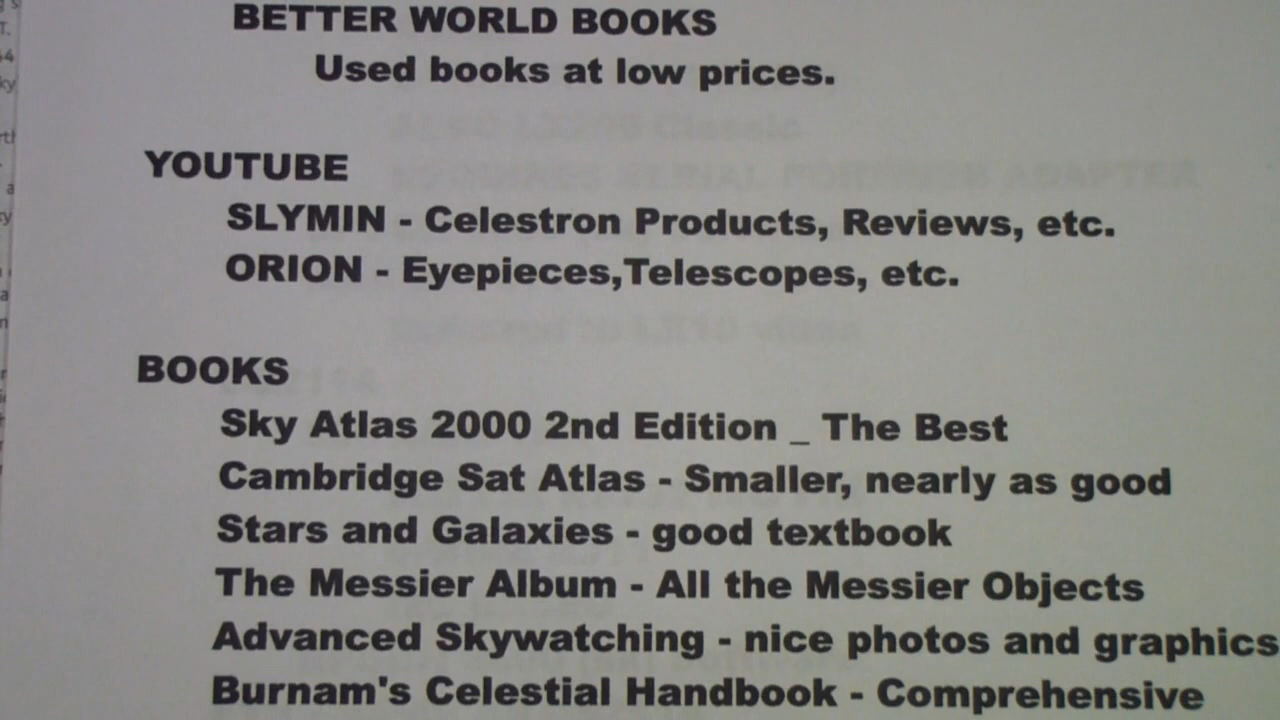 BETTER WORLD BOOKS
Used books at low prices.
YOUTUBE
SLYMIN - Celestron Products, Reviews, etc.
ORION - Eyepieces,Telescopes, etc.
BOOKS
Sky Atlas 2000 2nd Edition _ The Best
Cambridge Sat Atlas - Smaller, nearly as good
Stars and Galaxies - good textbook
The Messier Album - All the Messier Objects
Advanced Skywatching - nice photos and graphics
Burnam's Celestial Handbook - Comprehensive